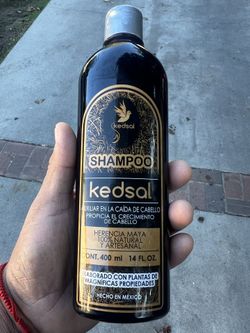 kedsal
SHAMPOO
kedsal
AUXILIAR EN LA CAÍDA DE CABELLO
PROPICIA EL CRECIMIENTO
DE CABELLO
HERENCIA MAYA
100% NATURAL
Y ARTESANAL
CONT. 400 ml 14 FL. OZ.
ELABORADO CON PLANTAS DE
MAGNÍFICAS PROPIEDADES
HECHO EN MÉXICO